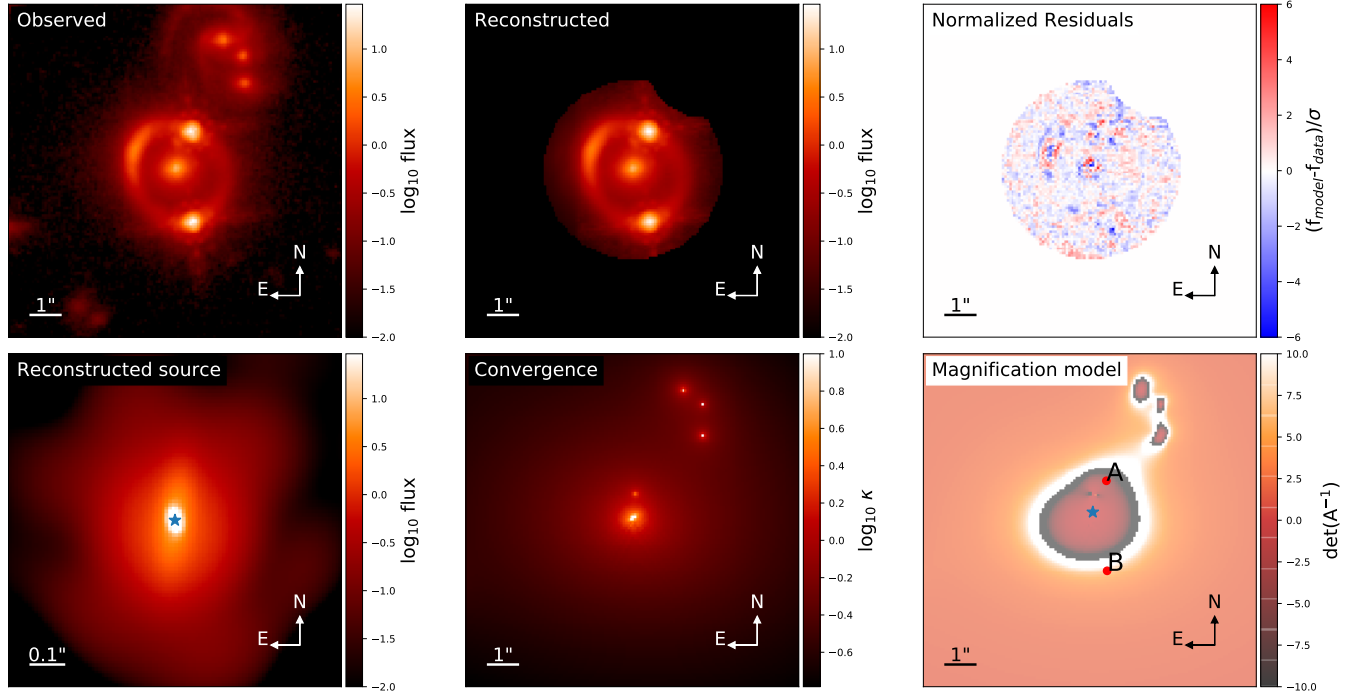 Observed
N
E
1"
1.0
0.5
0.0
−0.5
−1.0
−1.5
−2.0
log₁₀ flux
Reconstructed
N
E
1"
1.0
0.5
0.0
−0.5
−1.0
−1.5
−2.0
log₁₀ flux
Normalized Residuals
N
E
1"
6
4
2
0
−2
−4
−6
(f_model-f_data)/σ
Reconstructed source
N
E
0.1"
1.0
0.5
0.0
−0.5
−1.0
−1.5
−2.0
log₁₀ flux
Convergence
N
E
1"
1.0
0.8
0.6
0.4
0.2
0.0
−0.2
−0.4
−0.6
log₁₀ κ
Magnification model
A
B
N
E
1"
10.0
7.5
5.0
2.5
0.0
−2.5
−5.0
−7.5
−10.0
det(A⁻¹)